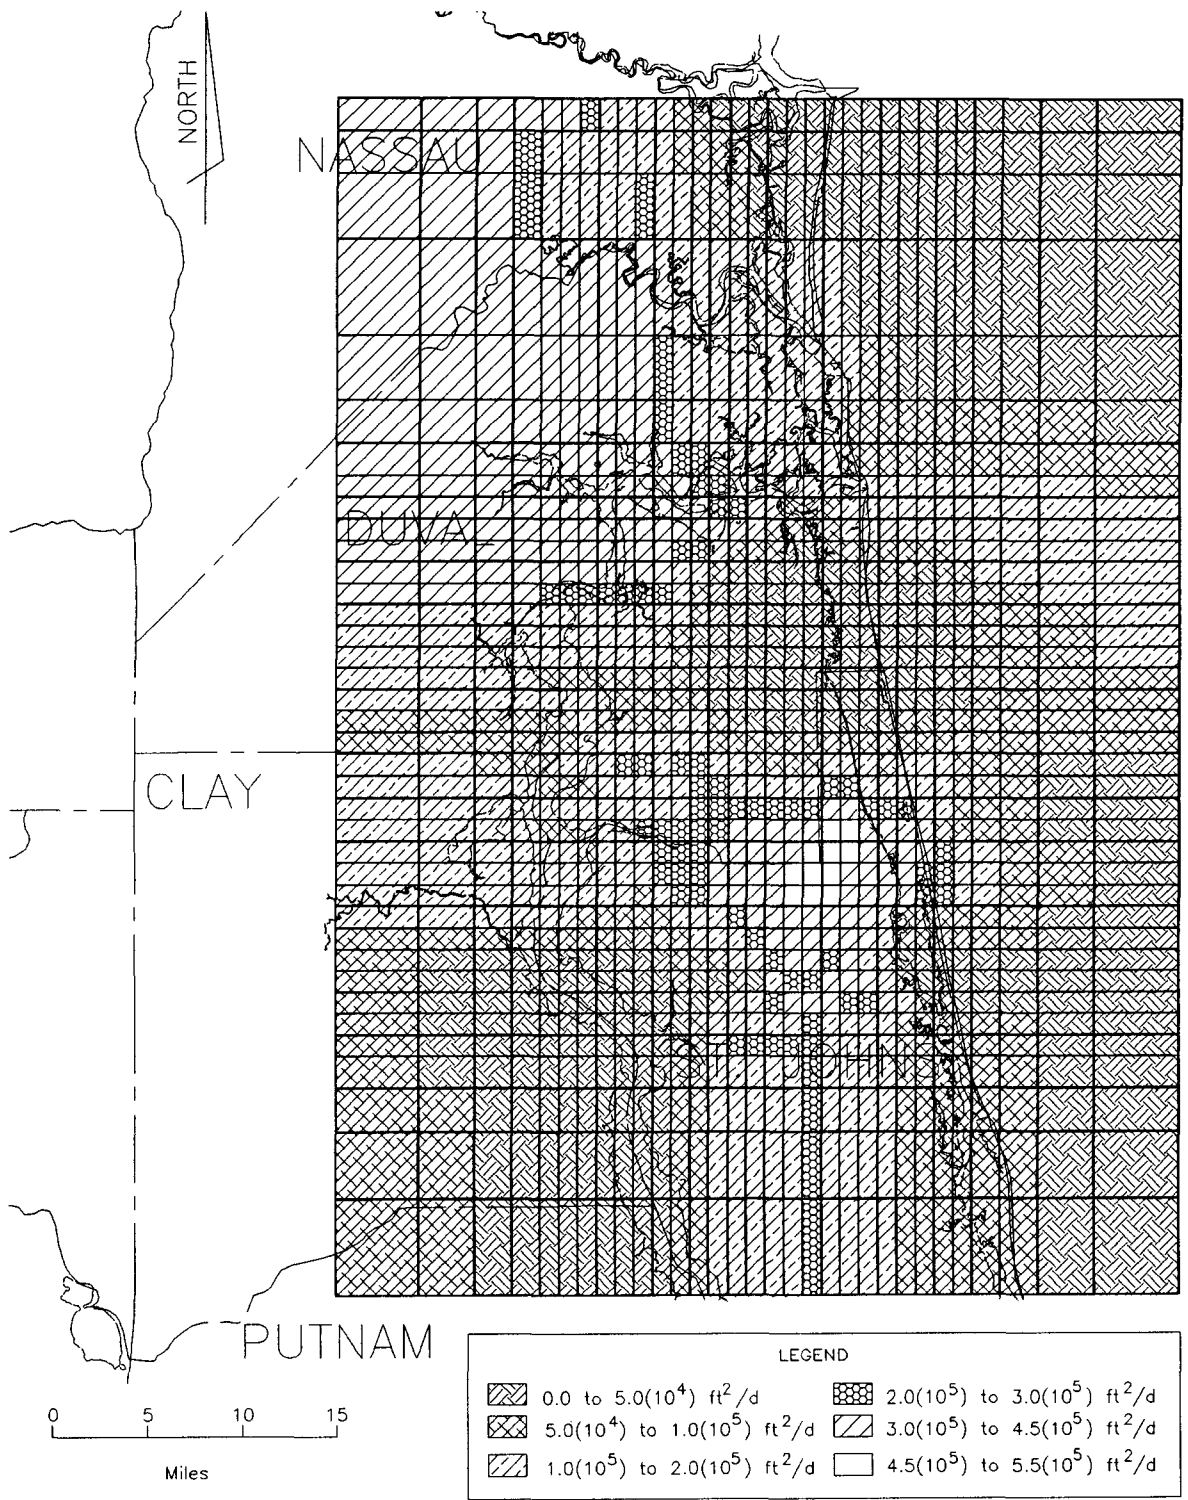 NORTH
NASSAU
DUVAL
CLAY
ST JOHNS
PUTNAM
LEGEND
0.0 to 5.0(10⁴) ft²/d
5.0(10⁴) to 1.0(10⁵) ft²/d
1.0(10⁵) to 2.0(10⁵) ft²/d
2.0(10⁵) to 3.0(10⁵) ft²/d
3.0(10⁵) to 4.5(10⁵) ft²/d
4.5(10⁵) to 5.5(10⁵) ft²/d
0 5 10 15
Miles